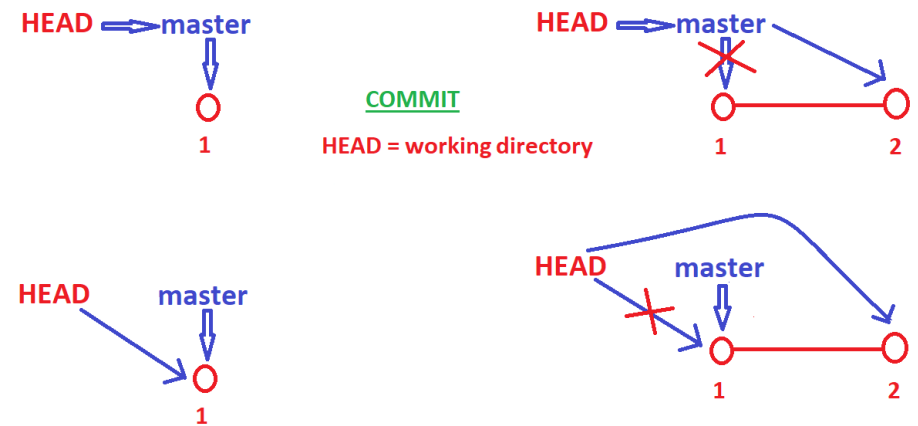 HEAD master
HEAD master
1
COMMIT
HEAD = working directory
1
2
HEAD master
1
HEAD
master
1
2